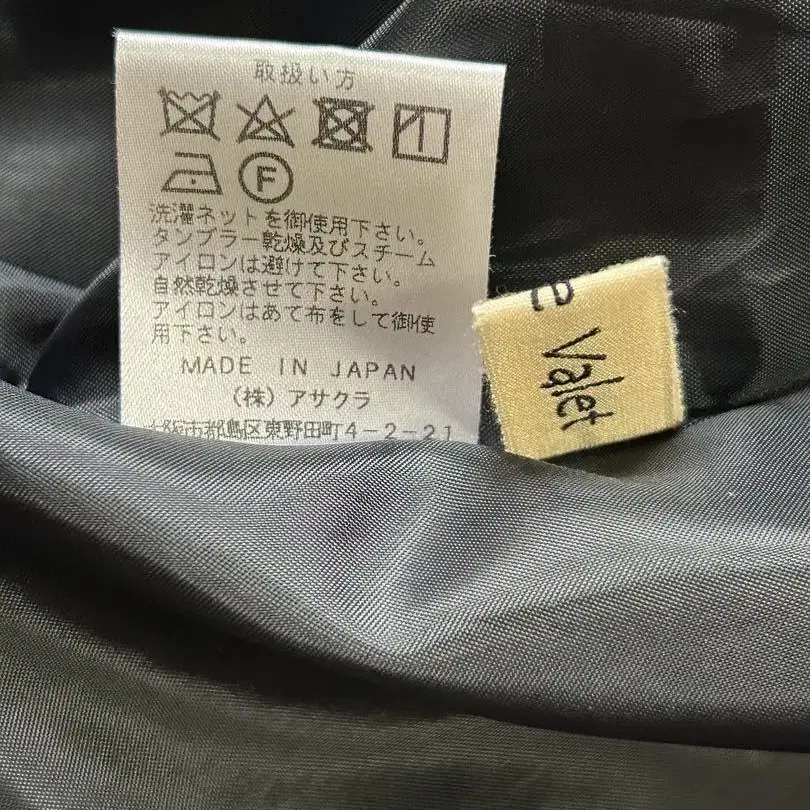 取扱い方
F
洗濯ネットを御使用下さい。
タンブラー乾燥及びスチーム
アイロンは避けて下さい。
自然乾燥させて下さい。
アイロンはあて布をして御使
用下さい。
MADE IN JAPAN
(株)アサクラ
大阪市都島区東野田町4-2-21
e Valet